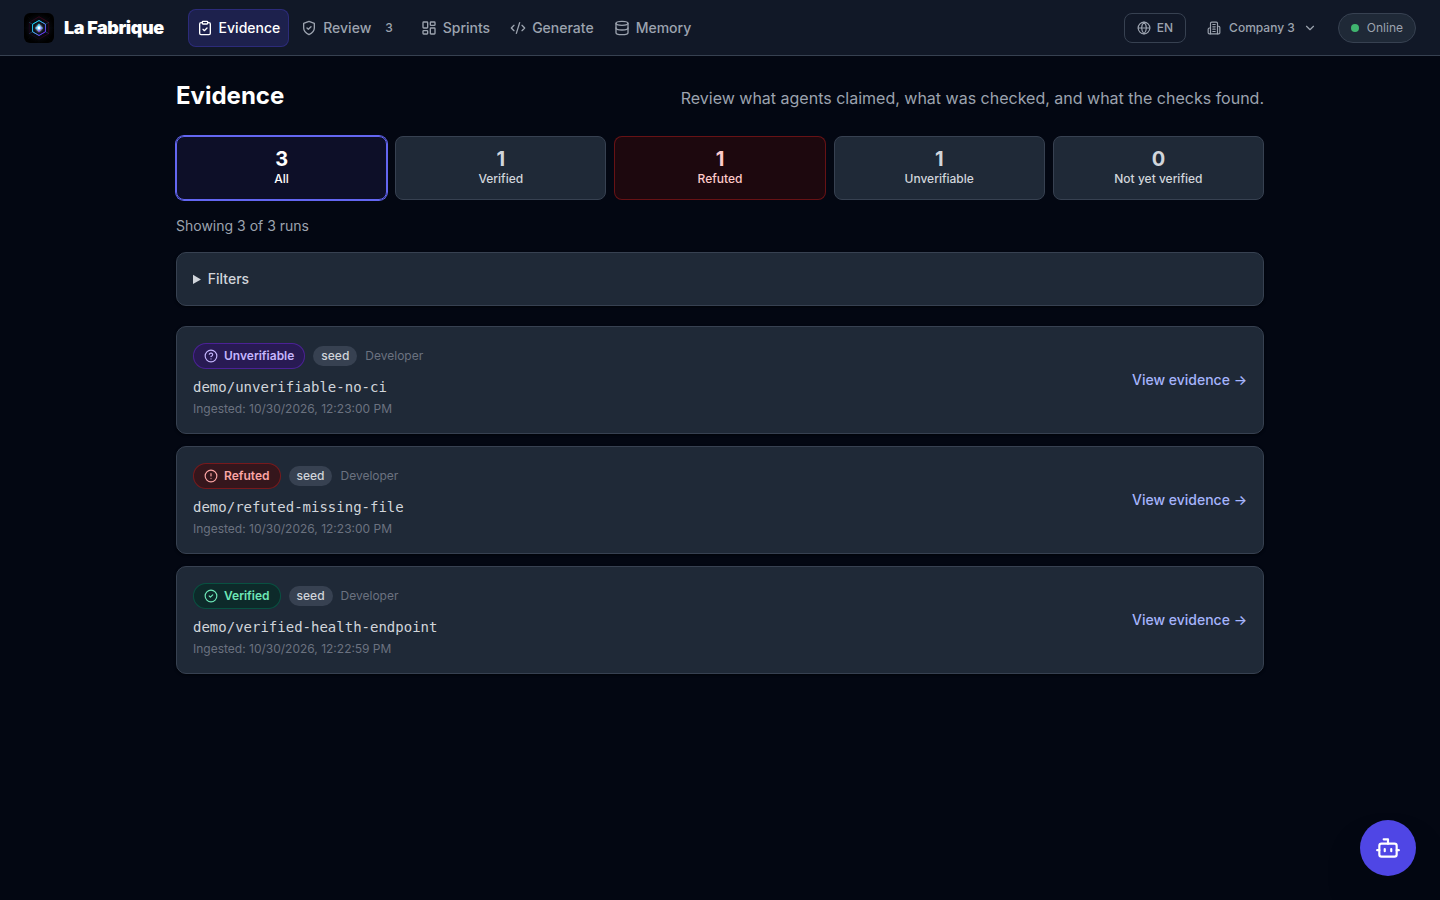 La Fabrique
Evidence
Review 3
Sprints
Generate
Memory
EN
Company 3
Online
Evidence
Review what agents claimed, what was checked, and what the checks found.
3
All
1
Verified
1
Refuted
1
Unverifiable
0
Not yet verified
Showing 3 of 3 runs
Filters
Unverifiable seed Developer
demo/unverifiable-no-ci
Ingested: 10/30/2026, 12:23:00 PM
View evidence →
Refuted seed Developer
demo/refuted-missing-file
Ingested: 10/30/2026, 12:23:00 PM
View evidence →
Verified seed Developer
demo/verified-health-endpoint
Ingested: 10/30/2026, 12:22:59 PM
View evidence →